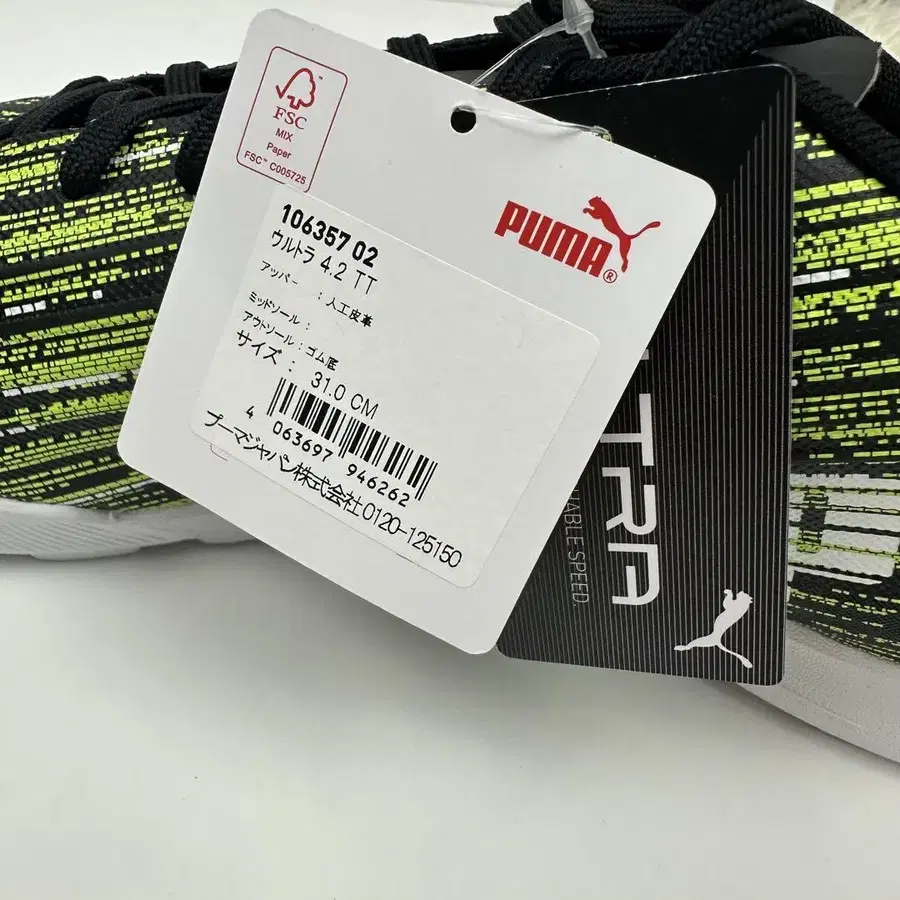 FSC
MIX
Paper
FSC™ C005725
PUMA®
106357 02
ウルトラ 4.2 TT
アッパー : 人工皮革
ミッドソール :
アウトソール : ゴム底
サイズ : 31.0 CM
4 063697 946262
プーマジャパン株式会社 0120-125150
TRA
SPEED.